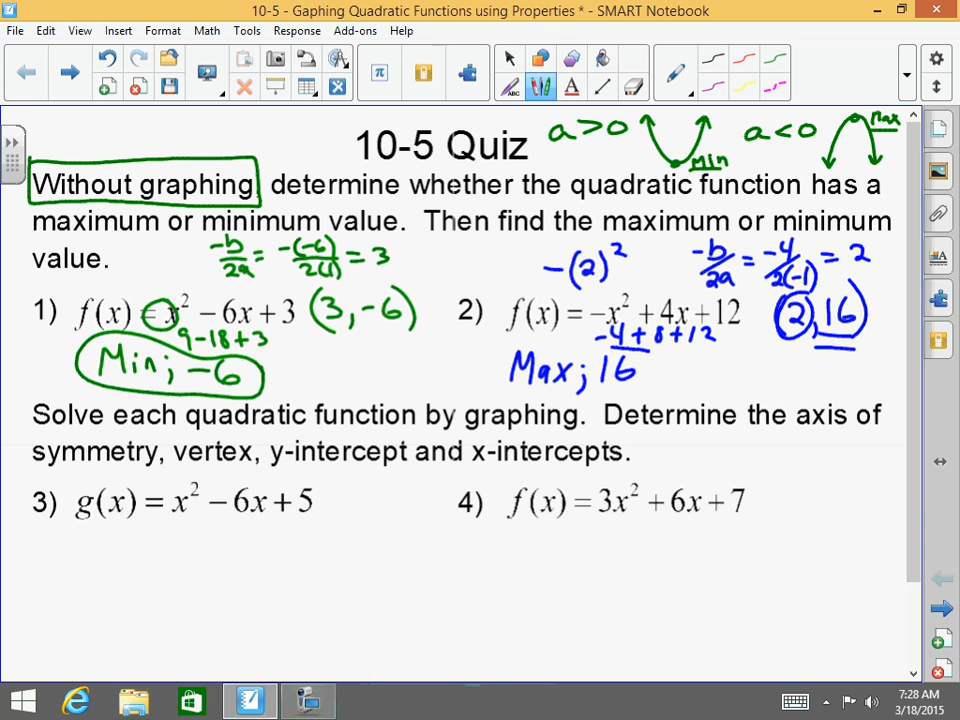 10-5 - Gaphing Quadratic Functions using Properties * - SMART Notebook
File Edit View Insert Format Math Tools Response Add-ons Help
10-5 Quiz a>0 Min a<0 Max
Without graphing, determine whether the quadratic function has a
maximum or minimum value. Then find the maximum or minimum
value. -b/2a = -(-6)/2(1) = 3 -(2)² -b/2a = -4/2(-1) = 2
1) f(x) = x² - 6x + 3 (3, -6) 2) f(x) = -x² + 4x + 12 (2, 16)
9 - 18 + 3 -4 + 8 + 12
Min; -6 Max; 16
Solve each quadratic function by graphing. Determine the axis of
symmetry, vertex, y-intercept and x-intercepts.
3) g(x) = x² - 6x + 5 4) f(x) = 3x² + 6x + 7
7:28 AM
3/18/2015